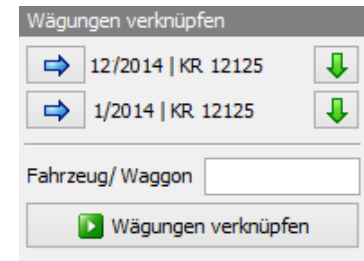 Wägungen verknüpfen
12/2014 | KR 12125
1/2014 | KR 12125
Fahrzeug/ Waggon
Wägungen verknüpfen